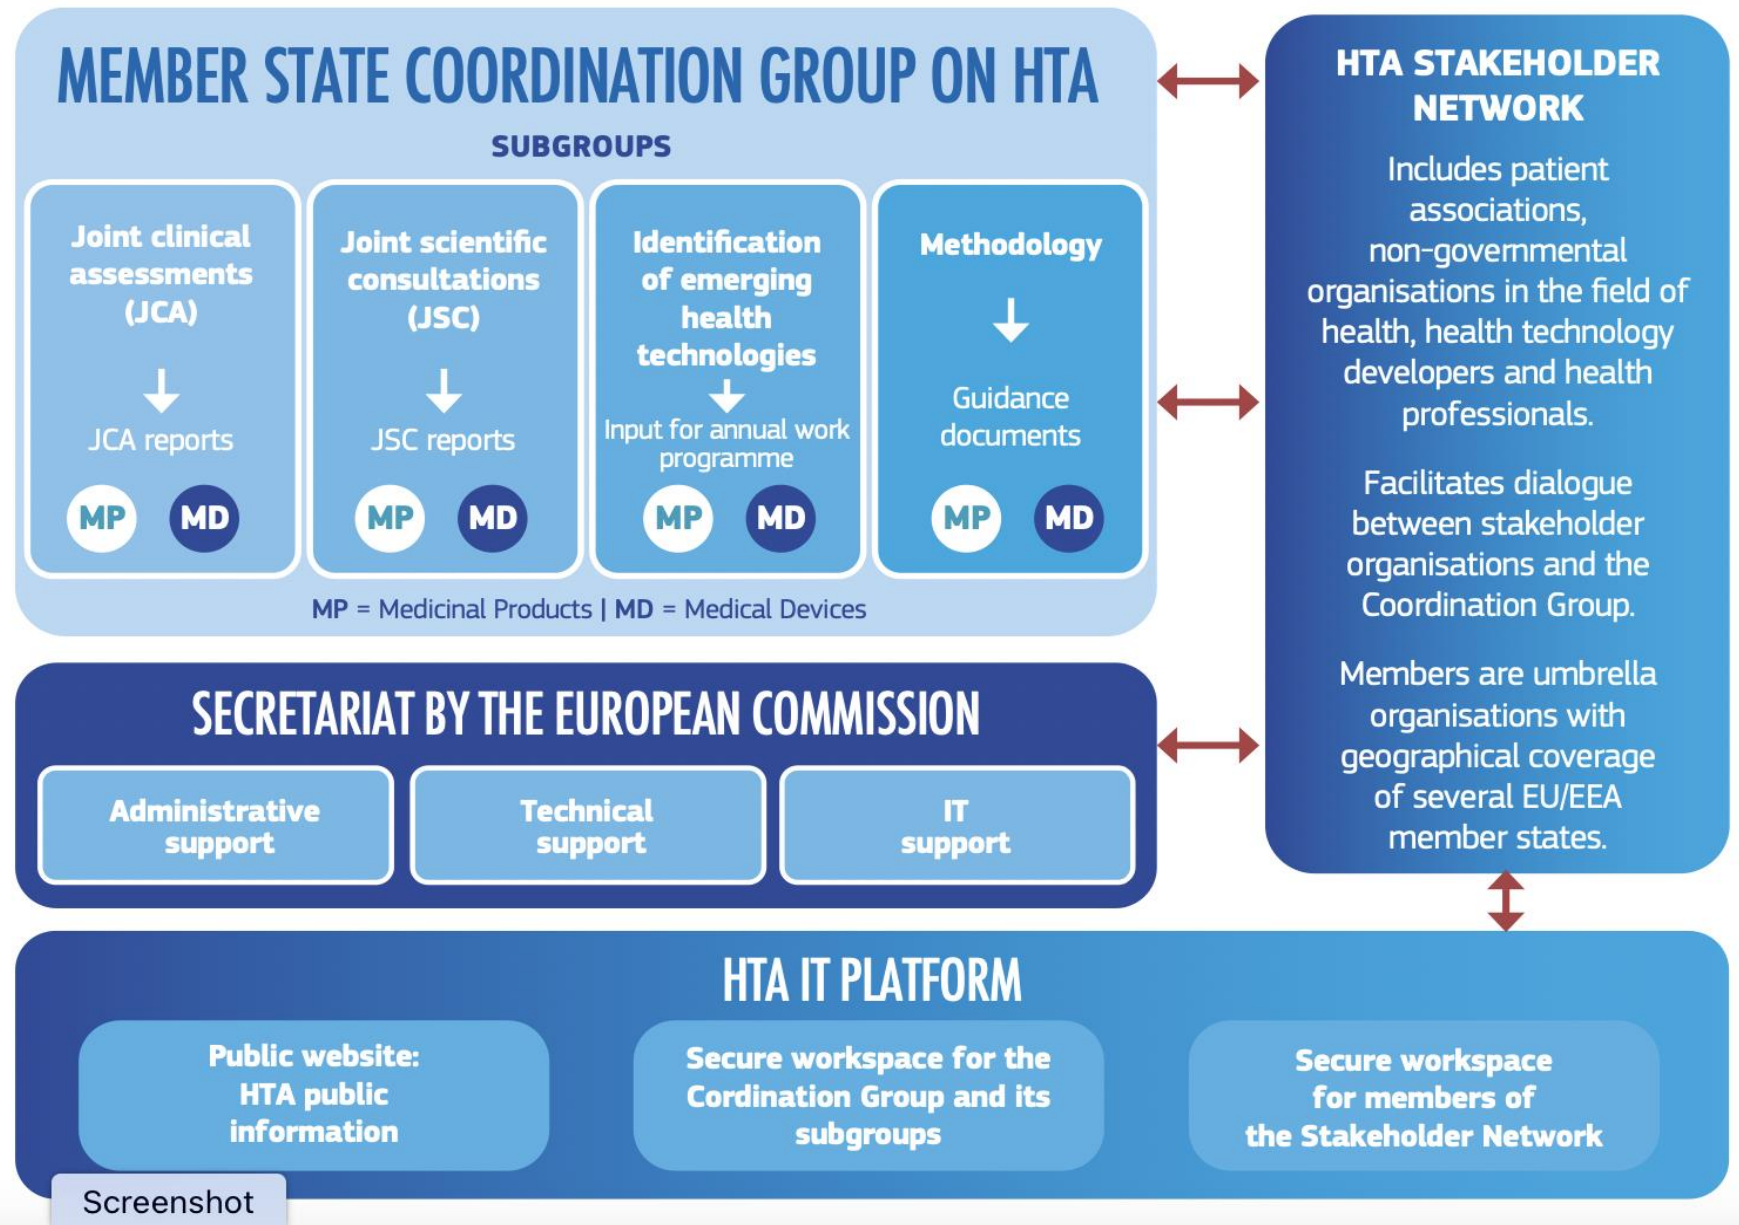 MEMBER STATE COORDINATION GROUP ON HTA
SUBGROUPS
Joint clinical
assessments
(JCA)
JCA reports
MP MD
Joint scientific
consultations
(JSC)
JSC reports
MP MD
Identification
of emerging
health
technologies
Input for annual work
programme
MP MD
Methodology
Guidance
documents
MP MD
MP = Medicinal Products | MD = Medical Devices
HTA STAKEHOLDER
NETWORK
Includes patient
associations,
non-governmental
organisations in the field of
health, health technology
developers and health
professionals.
Facilitates dialogue
between stakeholder
organisations and the
Coordination Group.
Members are umbrella
organisations with
geographical coverage
of several EU/EEA
member states.
SECRETARIAT BY THE EUROPEAN COMMISSION
Administrative
support
Technical
support
IT
support
HTA IT PLATFORM
Public website:
HTA public
information
Secure workspace for the
Cordination Group and its
subgroups
Secure workspace
for members of
the Stakeholder Network
Screenshot